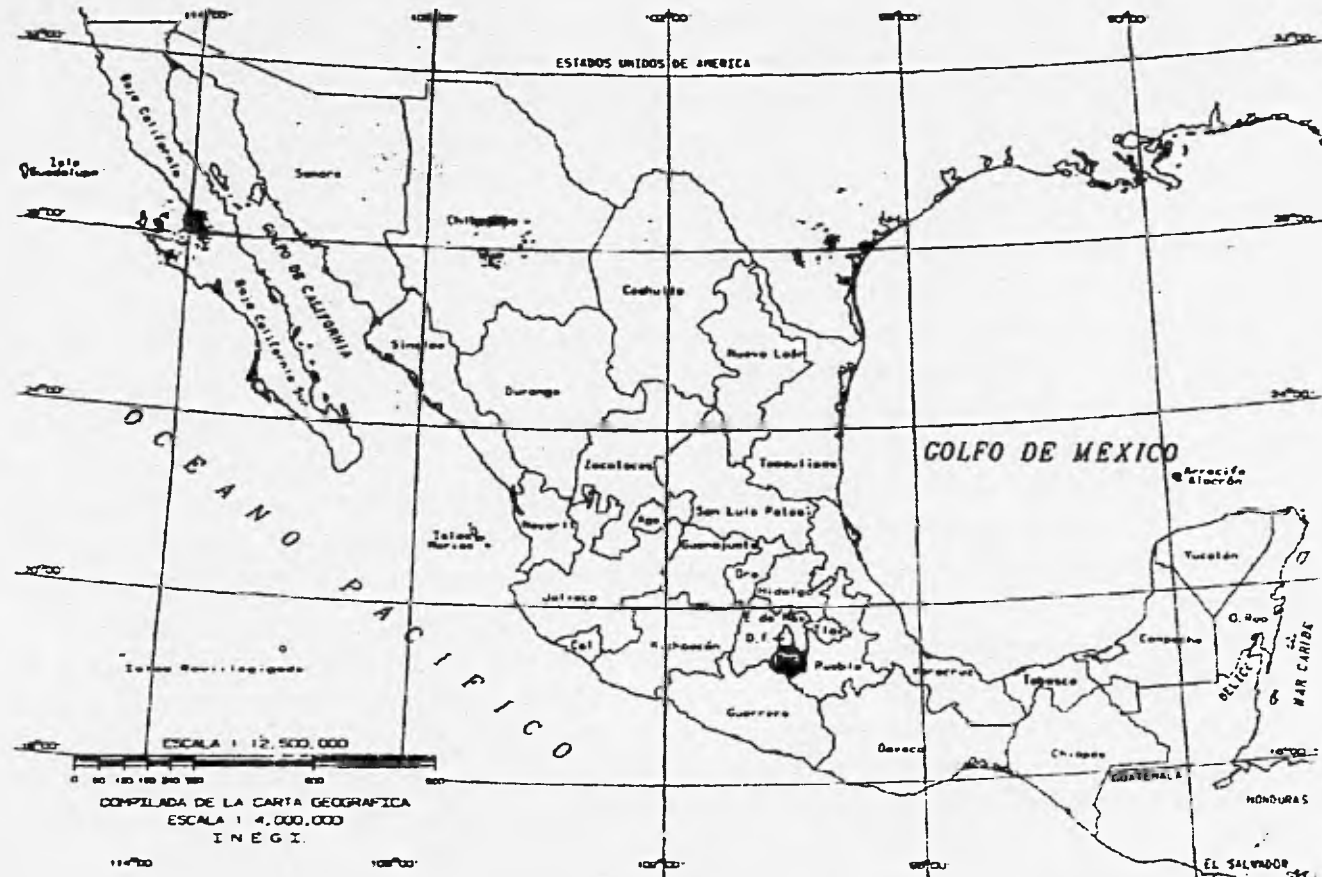 ESTADOS UNIDOS DE AMERICA
Baja California
Isla
Guadalupe
Sonora
Chihuahua
GOLFO DE CALIFORNIA
Coahuila
Baja California Sur
Sinaloa
Nuevo León
Durango
OCEANO PACIFICO
GOLFO DE MEXICO
Zacatecas
Tamaulipas
Arrecife
Alacrán
Nayarit
Ags
San Luis Potosí
Islas
Marías
Guanajuato
Yucatán
Qro
Hidalgo
Jalisco
E. de Méx
D.F.
Tlax
Q. Roo
Col
Michoacán
Puebla
Campeche
Islas Revillagigedo
Veracruz
Tabasco
BELICE
MAR CARIBE
Guerrero
Oaxaca
Chiapas
GUATEMALA
HONDURAS
EL SALVADOR
ESCALA 1:12,500,000
COMPILADA DE LA CARTA GEOGRAFICA
ESCALA 1:4,000,000
I N E G I.